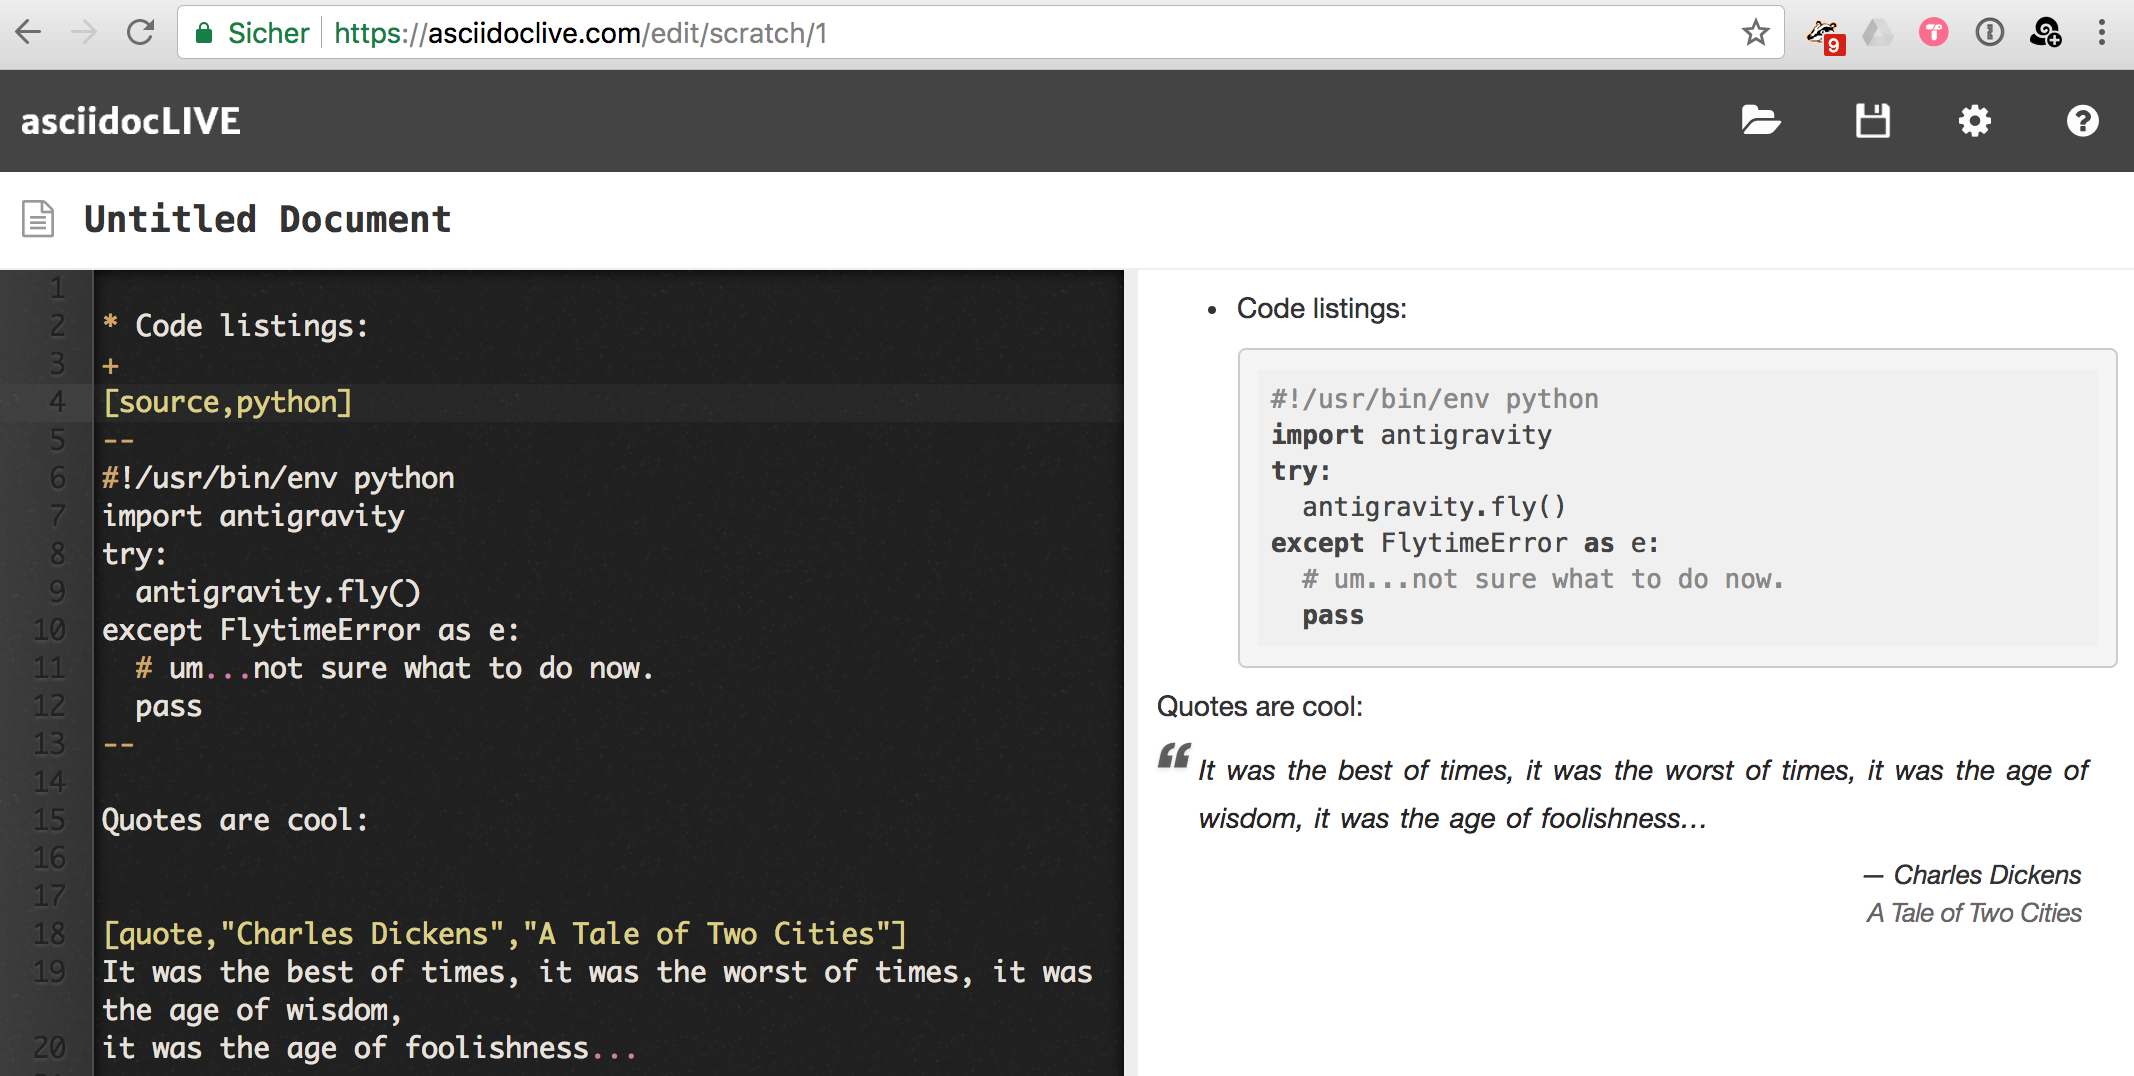 Sicher https://asciidoclive.com/edit/scratch/1
9
asciidocLIVE
Untitled Document
1
2 * Code listings:
3 +
4 [source,python]
5 --
6 #!/usr/bin/env python
7 import antigravity
8 try:
9   antigravity.fly()
10 except FlytimeError as e:
11   # um...not sure what to do now.
12   pass
13 --
14
15 Quotes are cool:
16
17
18 [quote,"Charles Dickens","A Tale of Two Cities"]
19 It was the best of times, it was the worst of times, it was
the age of wisdom,
20 it was the age of foolishness...
• Code listings:
#!/usr/bin/env python
import antigravity
try:
  antigravity.fly()
except FlytimeError as e:
  # um...not sure what to do now.
  pass
Quotes are cool:
“ It was the best of times, it was the worst of times, it was the age of
wisdom, it was the age of foolishness…
— Charles Dickens
A Tale of Two Cities